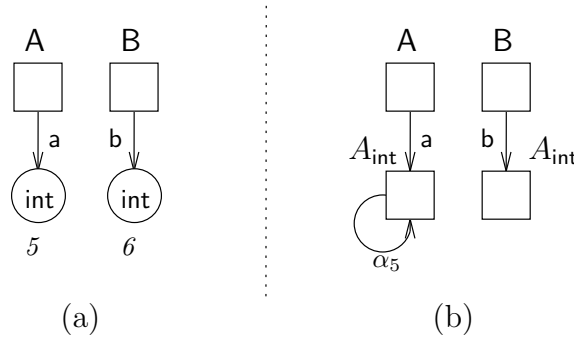 A B A B
a b a b
A_int A_int
int int
5 6 α_5
(a) (b)